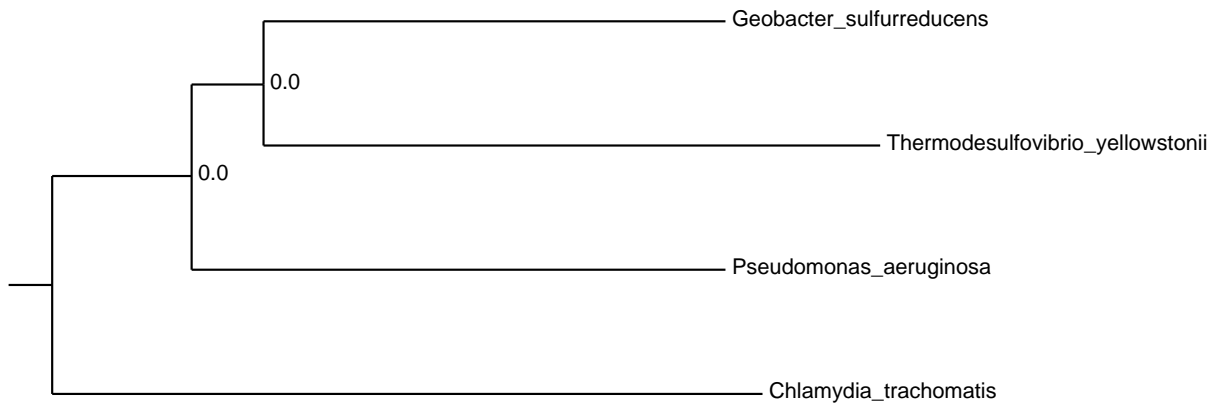 Geobacter_sulfurreducens
0.0
Thermodesulfovibrio_yellowstonii
0.0
Pseudomonas_aeruginosa
Chlamydia_trachomatis